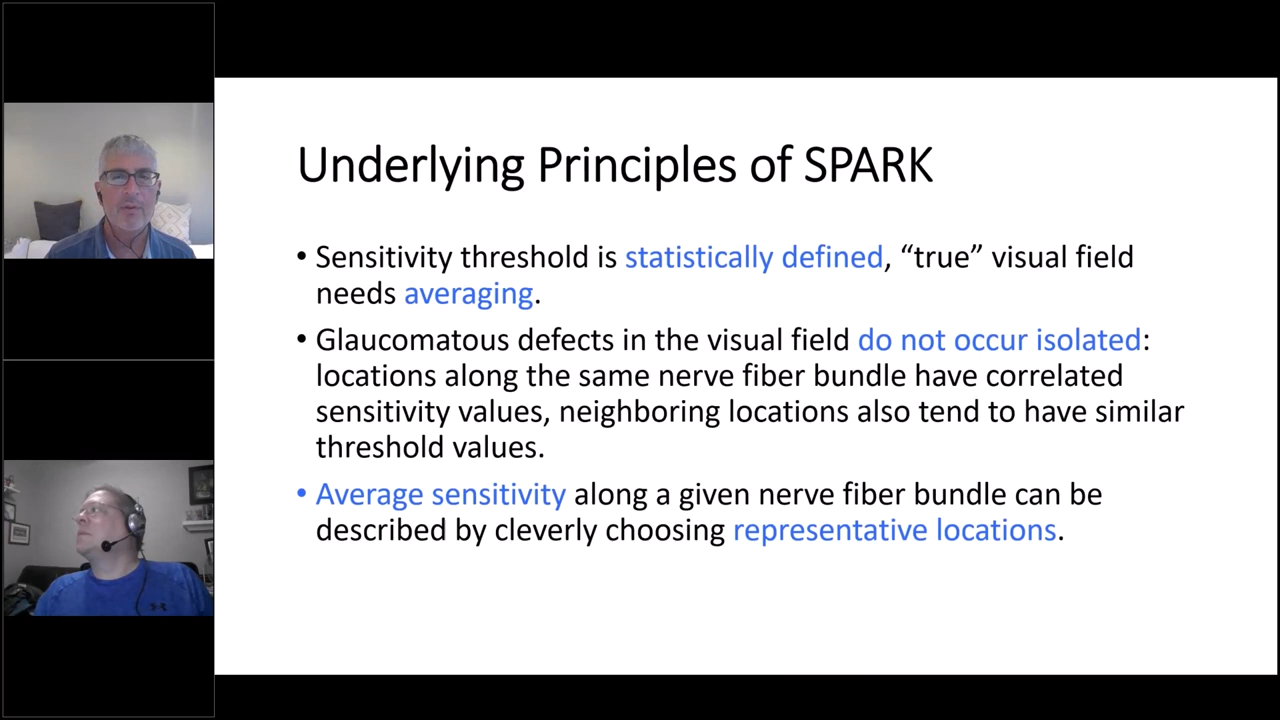 Underlying Principles of SPARK
• Sensitivity threshold is statistically defined, “true” visual field
needs averaging.
• Glaucomatous defects in the visual field do not occur isolated:
locations along the same nerve fiber bundle have correlated
sensitivity values, neighboring locations also tend to have similar
threshold values.
• Average sensitivity along a given nerve fiber bundle can be
described by cleverly choosing representative locations.